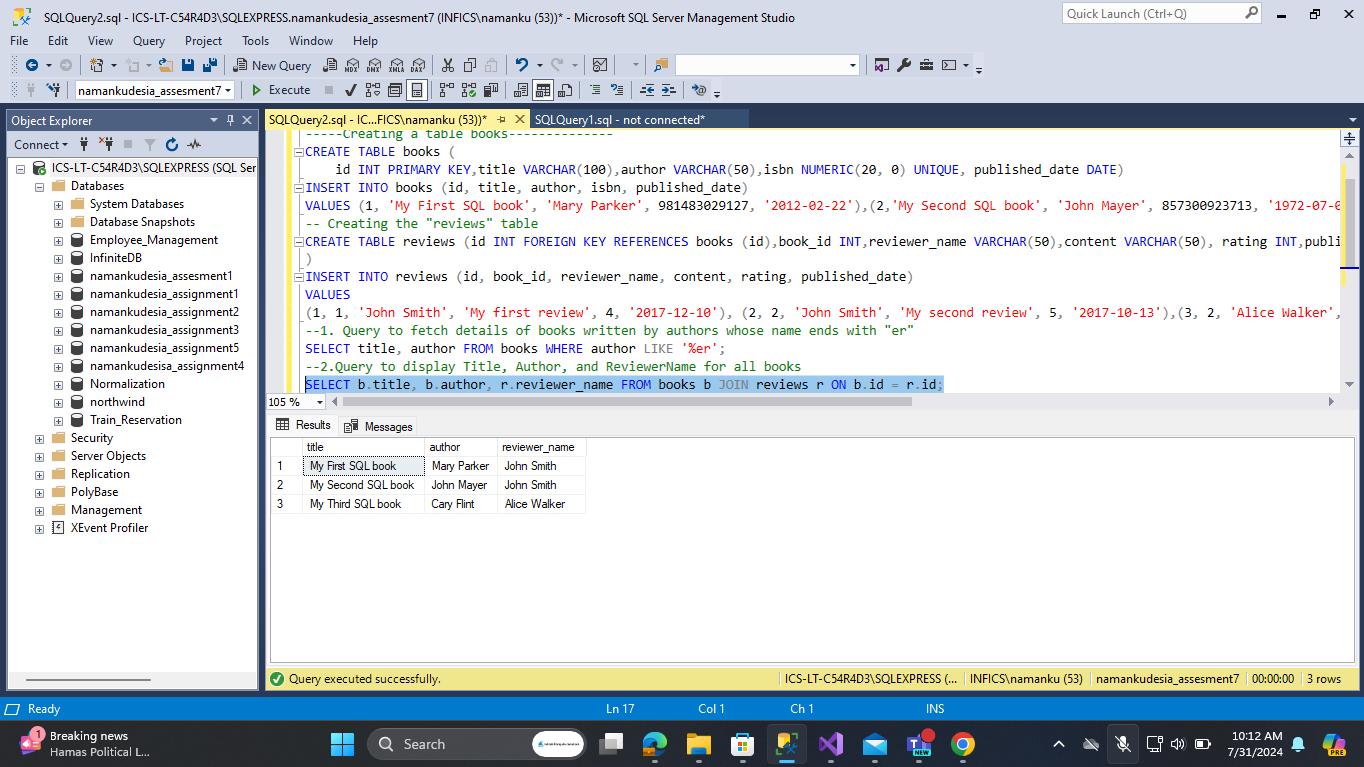 SQLQuery2.sql - ICS-LT-C54R4D3\SQLEXPRESS.namankudesia_assesment7 (INFICS\namanku (53))* - Microsoft SQL Server Management Studio
Quick Launch (Ctrl+Q)
File Edit View Query Project Tools Window Help
New Query MDX DMX XMLA DAX
namankudesia_assesment7 Execute
Object Explorer
SQLQuery2.sql - IC...FICS\namanku (53))* SQLQuery1.sql - not connected*
Connect
ICS-LT-C54R4D3\SQLEXPRESS (SQL Ser
Databases
System Databases
Database Snapshots
Employee_Management
InfiniteDB
namankudesia_assesment1
namankudesia_assignment1
namankudesia_assignment2
namankudesia_assignment3
namankudesia_assignment5
namankudesisa_assignment4
Normalization
northwind
Train_Reservation
Security
Server Objects
Replication
PolyBase
Management
XEvent Profiler
-----Creating a table books--------------
CREATE TABLE books (
id INT PRIMARY KEY,title VARCHAR(100),author VARCHAR(50),isbn NUMERIC(20, 0) UNIQUE, published_date DATE)
INSERT INTO books (id, title, author, isbn, published_date)
VALUES (1, 'My First SQL book', 'Mary Parker', 981483029127, '2012-02-22'),(2,'My Second SQL book', 'John Mayer', 857300923713, '1972-07-0
-- Creating the "reviews" table
CREATE TABLE reviews (id INT FOREIGN KEY REFERENCES books (id),book_id INT,reviewer_name VARCHAR(50),content VARCHAR(50), rating INT,publi
)
INSERT INTO reviews (id, book_id, reviewer_name, content, rating, published_date)
VALUES
(1, 1, 'John Smith', 'My first review', 4, '2017-12-10'), (2, 2, 'John Smith', 'My second review', 5, '2017-10-13'),(3, 2, 'Alice Walker',
--1. Query to fetch details of books written by authors whose name ends with "er"
SELECT title, author FROM books WHERE author LIKE '%er';
--2.Query to display Title, Author, and ReviewerName for all books
SELECT b.title, b.author, r.reviewer_name FROM books b JOIN reviews r ON b.id = r.id;
105 %
Results Messages
title author reviewer_name
1 My First SQL book Mary Parker John Smith
2 My Second SQL book John Mayer John Smith
3 My Third SQL book Cary Flint Alice Walker
Query executed successfully. ICS-LT-C54R4D3\SQLEXPRESS (... INFICS\namanku (53) namankudesia_assesment7 00:00:00 3 rows
Ready Ln 17 Col 1 Ch 1 INS
1 Breaking news
Hamas Political L...
Search
NEW
PRE
10:12 AM
7/31/2024